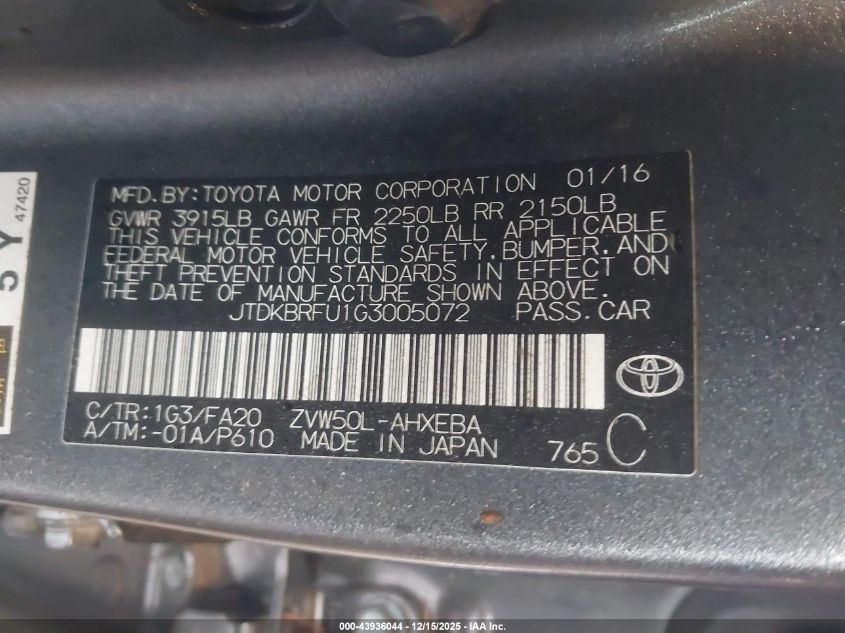 MFD.BY:TOYOTA MOTOR CORPORATION 01/16
GVWR 3915LB GAWR FR 2250LB RR 2150LB
THIS VEHICLE CONFORMS TO ALL APPLICABLE
FEDERAL MOTOR VEHICLE SAFETY,BUMPER,AND
THEFT PREVENTION STANDARDS IN EFFECT ON
THE DATE OF MANUFACTURE SHOWN ABOVE.
JTDKBRFU1G3005072 PASS.CAR
C/TR:1G3/FA20 ZVW50L-AHXEBA
A/TM:-01A/P610 MADE IN JAPAN 765 C
5Y
47420
000-43936044 - 12/15/2025 - IAA Inc.